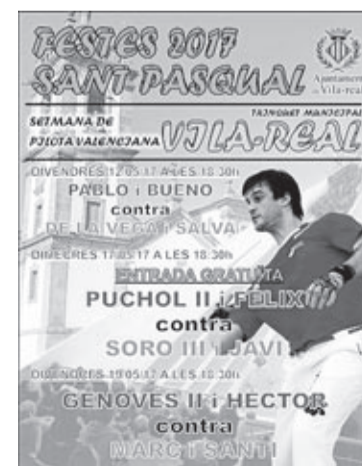 FESTES 2017
SANT PASQUAL
Ajuntament
de Vila-real
SETMANA DE
PILOTA VALENCIANA
TRINQUET MUNICIPAL
VILA-REAL
DIVENDRES 12/05/17 A LES 18:30h
PABLO i BUENO
contra
DE LA VEGA i SALVA
DIMECRES 17/05/17 A LES 18:30h
ENTRADA GRATUÏTA
PUCHOL II i FELIX
contra
SORO III i JAVI
DIVENDRES 19/05/17 A LES 18:30h
GENOVES II i HECTOR
contra
MARC i SANTI